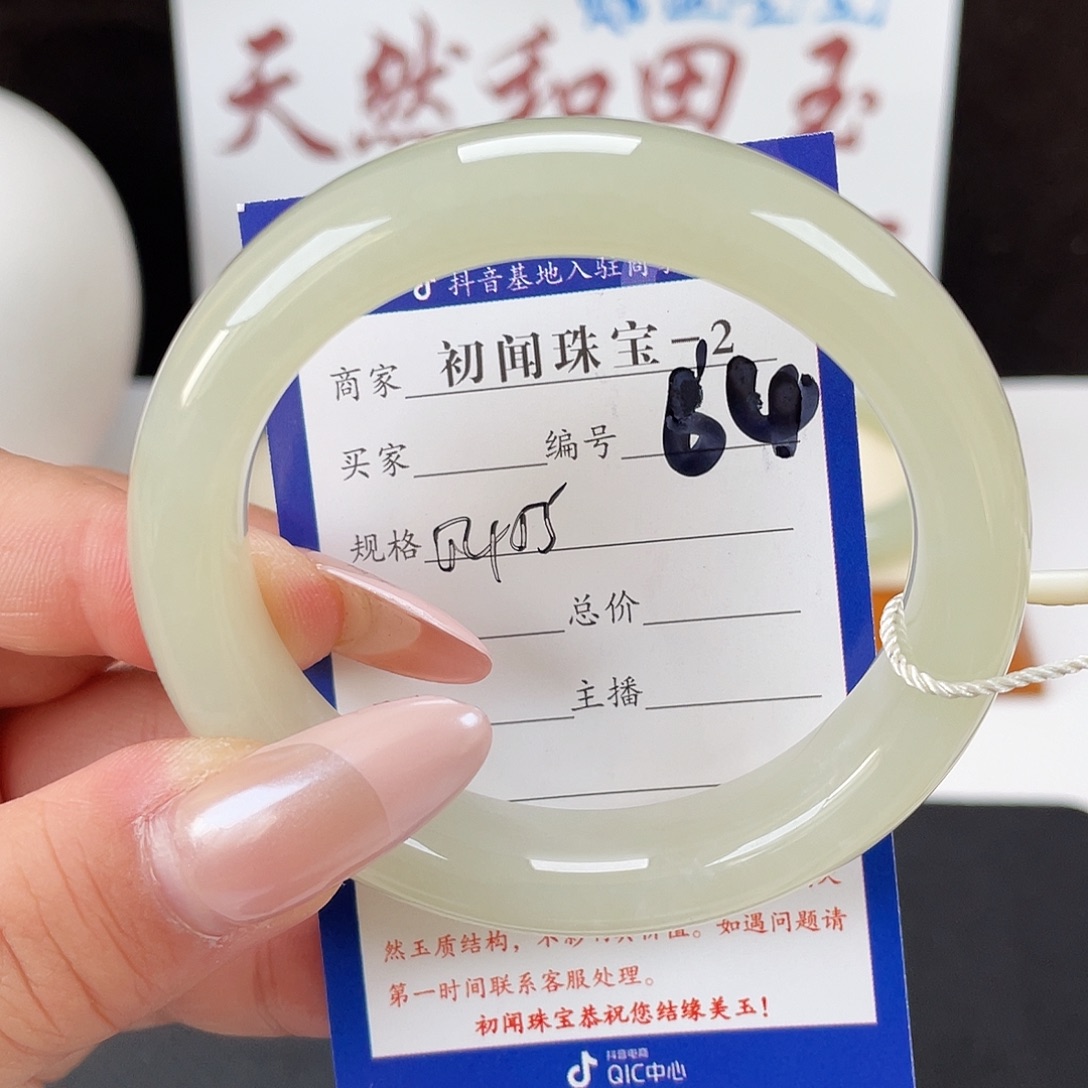 天然和田玉
抖音基地入驻商
商家 初闻珠宝-2
买家 编号 64
规格
总价
主播
然玉质结构，不影响其价值。如遇问题请
第一时间联系客服处理。
初闻珠宝恭祝您结缘美玉！
抖音电商
QIC中心